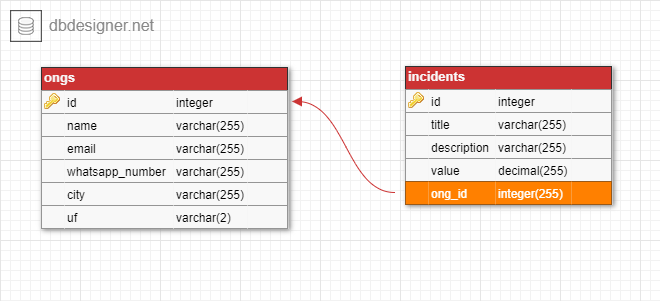 dbdesigner.net
ongs
id integer
name varchar(255)
email varchar(255)
whatsapp_number varchar(255)
city varchar(255)
uf varchar(2)
incidents
id integer
title varchar(255)
description varchar(255)
value decimal(255)
ong_id integer(255)